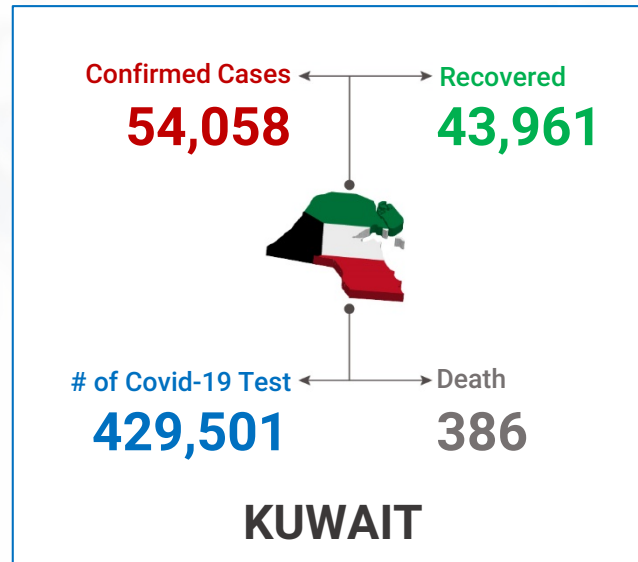 Confirmed Cases
54,058
Recovered
43,961
# of Covid-19 Test
429,501
Death
386
KUWAIT